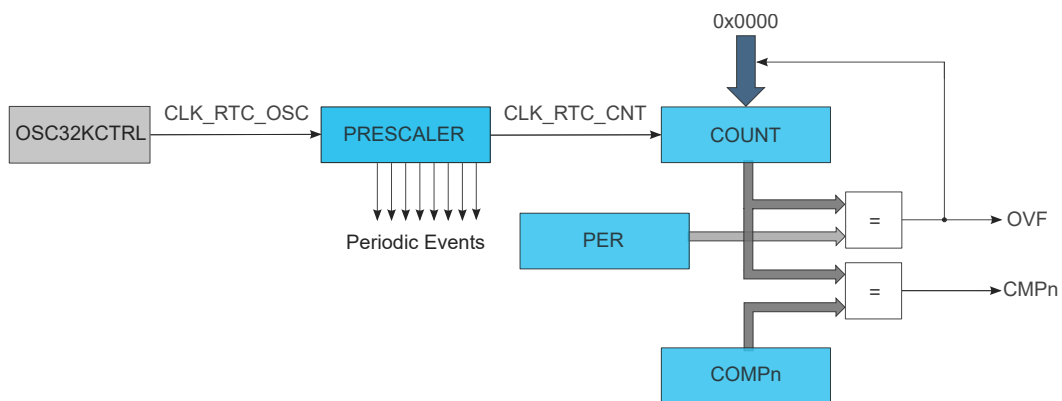 0x0000
OSC32KCTRL
CLK_RTC_OSC
PRESCALER
CLK_RTC_CNT
COUNT
Periodic Events
PER
=
OVF
=
CMPn
COMPn